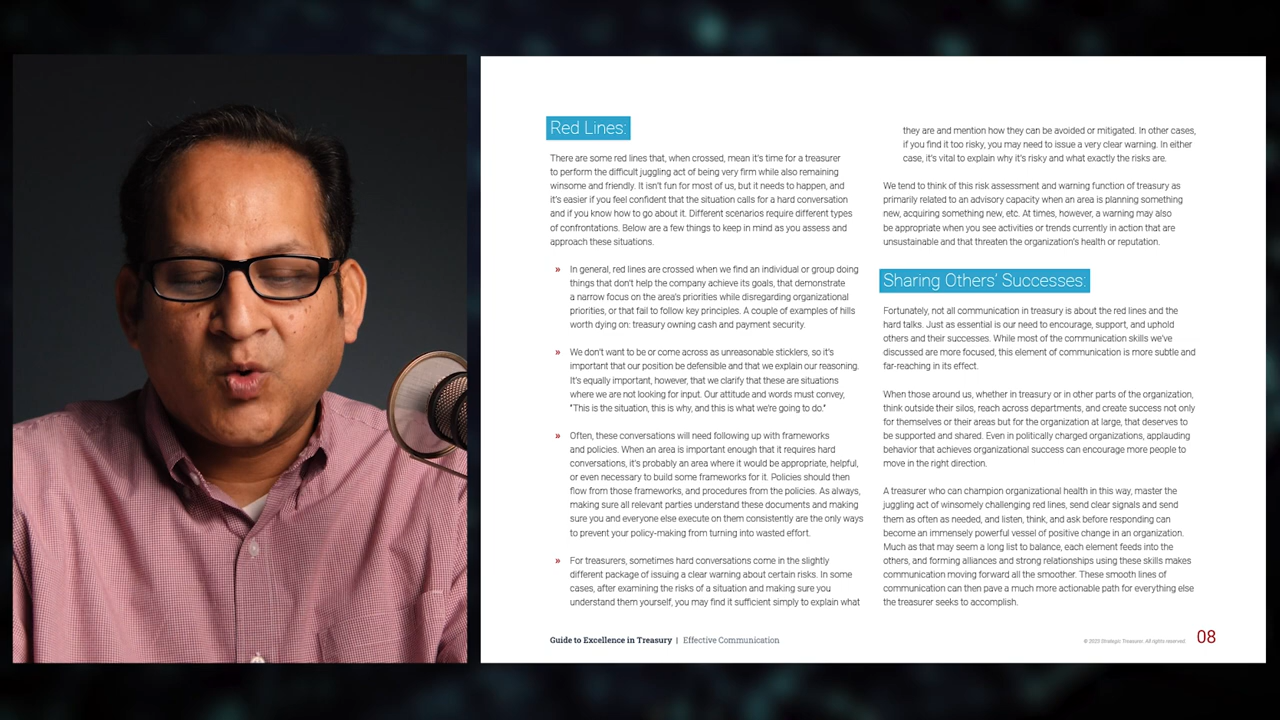 Red Lines:
There are some red lines that, when crossed, mean it's time for a treasurer
to perform the difficult juggling act of being very firm while also remaining
winsome and friendly. It isn't fun for most of us, but it needs to happen, and
it's easier if you feel confident that the situation calls for a hard conversation
and if you know how to go about it. Different scenarios require different types
of confrontations. Below are a few things to keep in mind as you assess and
approach these situations.
» In general, red lines are crossed when we find an individual or group doing
things that don't help the company achieve its goals, that demonstrate
a narrow focus on the area's priorities while disregarding organizational
priorities, or that fail to follow key principles. A couple of examples of hills
worth dying on: treasury owning cash and payment security.
» We don't want to be or come across as unreasonable sticklers, so it's
important that our position be defensible and that we explain our reasoning.
It's equally important, however, that we clarify that these are situations
where we are not looking for input. Our attitude and words must convey,
"This is the situation, this is why, and this is what we're going to do."
» Often, these conversations will need following up with frameworks
and policies. When an area is important enough that it requires hard
conversations, it's probably an area where it would be appropriate, helpful,
or even necessary to build some frameworks for it. Policies should then
flow from those frameworks, and procedures from the policies. As always,
making sure all relevant parties understand these documents and making
sure you and everyone else execute on them consistently are the only ways
to prevent your policy-making from turning into wasted effort.
» For treasurers, sometimes hard conversations come in the slightly
different package of issuing a clear warning about certain risks. In some
cases, after examining the risks of a situation and making sure you
understand them yourself, you may find it sufficient simply to explain what
they are and mention how they can be avoided or mitigated. In other cases,
if you find it too risky, you may need to issue a very clear warning. In either
case, it's vital to explain why it's risky and what exactly the risks are.
We tend to think of this risk assessment and warning function of treasury as
primarily related to an advisory capacity when an area is planning something
new, acquiring something new, etc. At times, however, a warning may also
be appropriate when you see activities or trends currently in action that are
unsustainable and that threaten the organization's health or reputation.
Sharing Others' Successes:
Fortunately, not all communication in treasury is about the red lines and the
hard talks. Just as essential is our need to encourage, support, and uphold
others and their successes. While most of the communication skills we've
discussed are more focused, this element of communication is more subtle and
far-reaching in its effect.
When those around us, whether in treasury or in other parts of the organization,
think outside their silos, reach across departments, and create success not only
for themselves or their areas but for the organization at large, that deserves to
be supported and shared. Even in politically charged organizations, applauding
behavior that achieves organizational success can encourage more people to
move in the right direction.
A treasurer who can champion organizational health in this way, master the
juggling act of winsomely challenging red lines, send clear signals and send
them as often as needed, and listen, think, and ask before responding can
become an immensely powerful vessel of positive change in an organization.
Much as that may seem a long list to balance, each element feeds into the
others, and forming alliances and strong relationships using these skills makes
communication moving forward all the smoother. These smooth lines of
communication can then pave a much more actionable path for everything else
the treasurer seeks to accomplish.
Guide to Excellence in Treasury | Effective Communication
© 2025 Strategic Treasurer. All rights reserved. 08